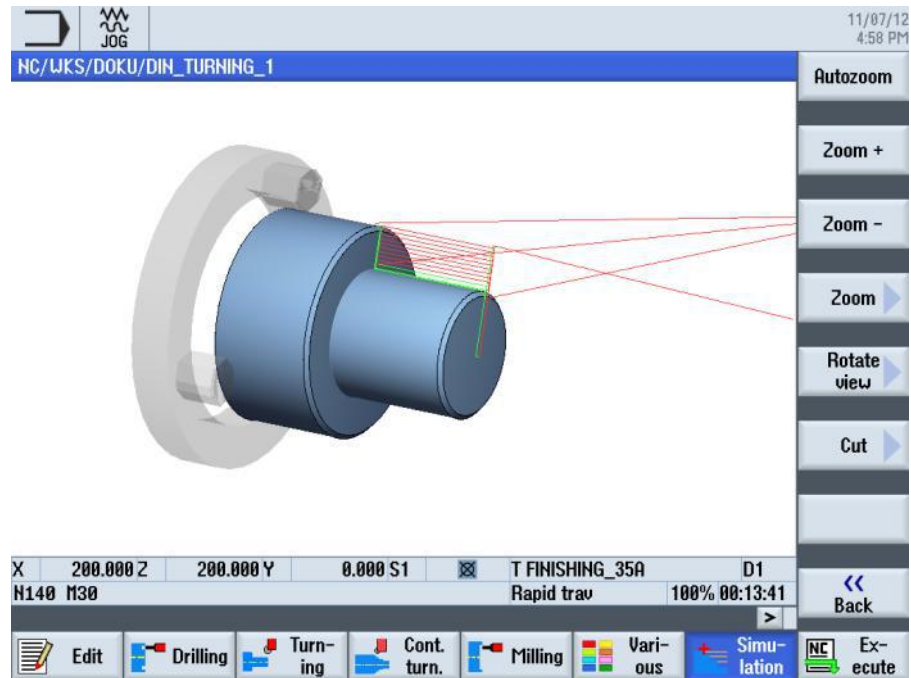 JOG
11/07/12
4:58 PM
NC/WKS/DOKU/DIN_TURNING_1
Autozoom
Zoom +
Zoom -
Zoom
Rotate
view
Cut
X 200.000 Z 200.000 Y 0.000 S1 T FINISHING_35A D1
N140 M30 Rapid trav 100% 00:13:41
>
<<
Back
Edit
Drilling
Turn-
ing
Cont.
turn.
Milling
Vari-
ous
Simu-
lation
NC
Ex-
ecute